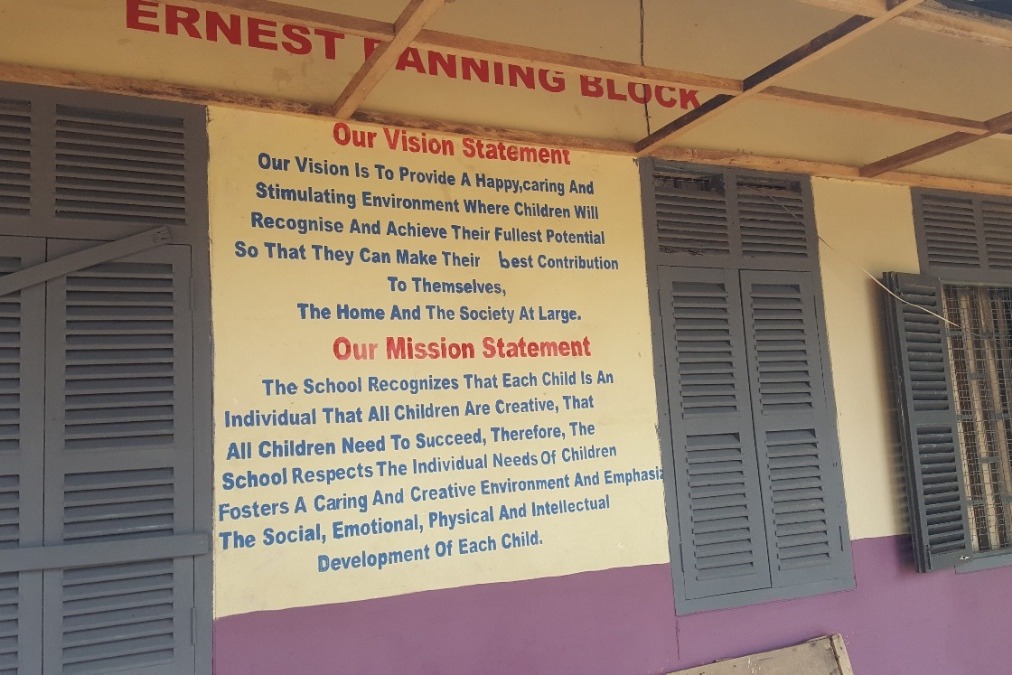 ERNEST BANNING BLOCK
Our Vision Statement
Our Vision Is To Provide A Happy,caring And
Stimulating Environment Where Children Will
Recognise And Achieve Their Fullest Potential
So That They Can Make Their best Contribution
To Themselves,
The Home And The Society At Large.
Our Mission Statement
The School Recognizes That Each Child Is An
Individual That All Children Are Creative, That
All Children Need To Succeed, Therefore, The
School Respects The Individual Needs Of Children
Fosters A Caring And Creative Environment And Emphasiz
The Social, Emotional, Physical And Intellectual
Development Of Each Child.